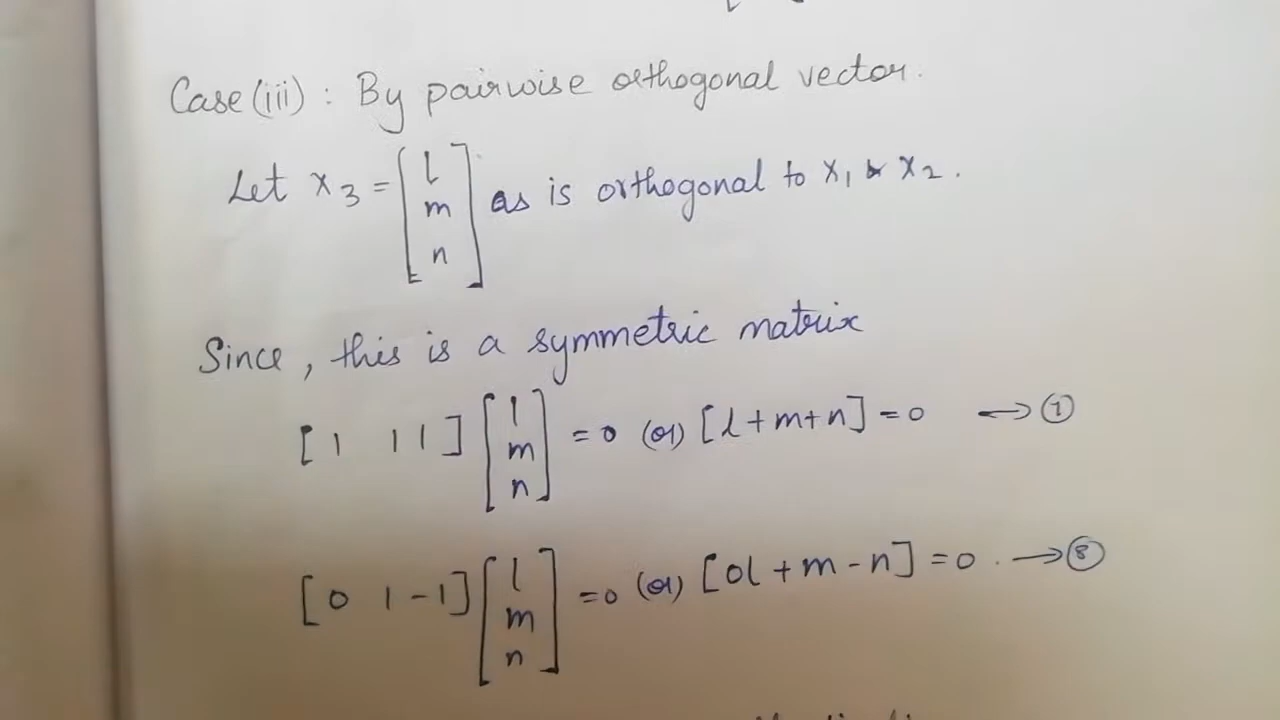 Case (iii) : By pairwise orthogonal vector.
Let x₃ = [l m n] as is orthogonal to x₁ & x₂.
Since, this is a symmetric matrix
[1 1 1] [l m n] = 0 (or) [l + m + n] = 0 → ⑦
[0 1 -1] [l m n] = 0 (or) [0l + m - n] = 0. → ⑧